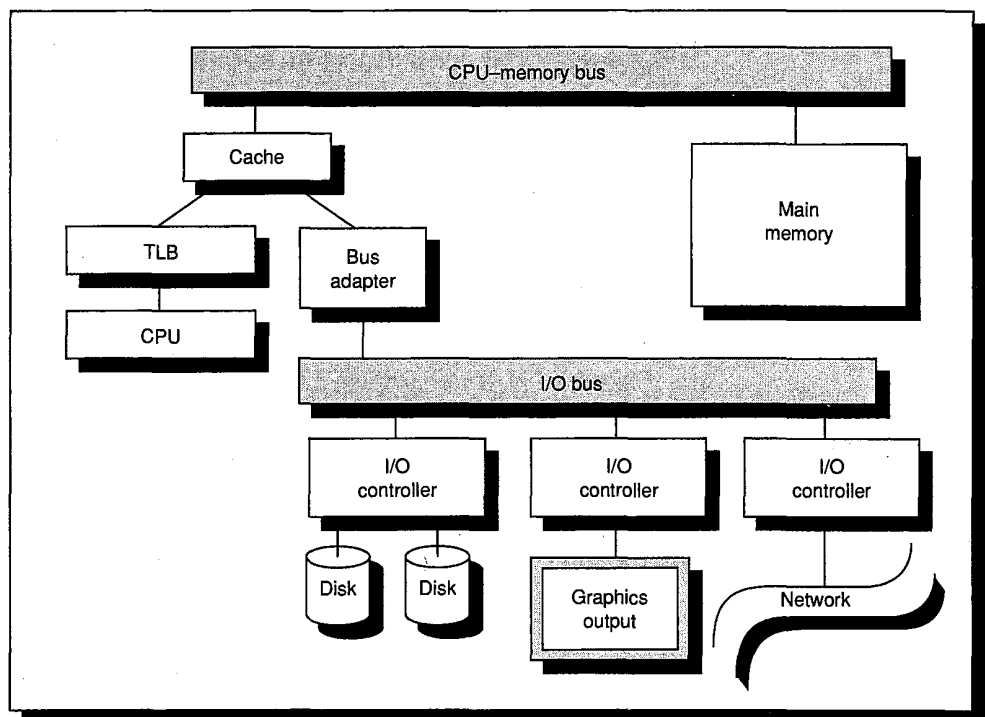 CPU–memory bus
Cache
Main
memory
TLB
Bus
adapter
CPU
I/O bus
I/O
controller
I/O
controller
I/O
controller
Disk
Disk
Graphics
output
Network